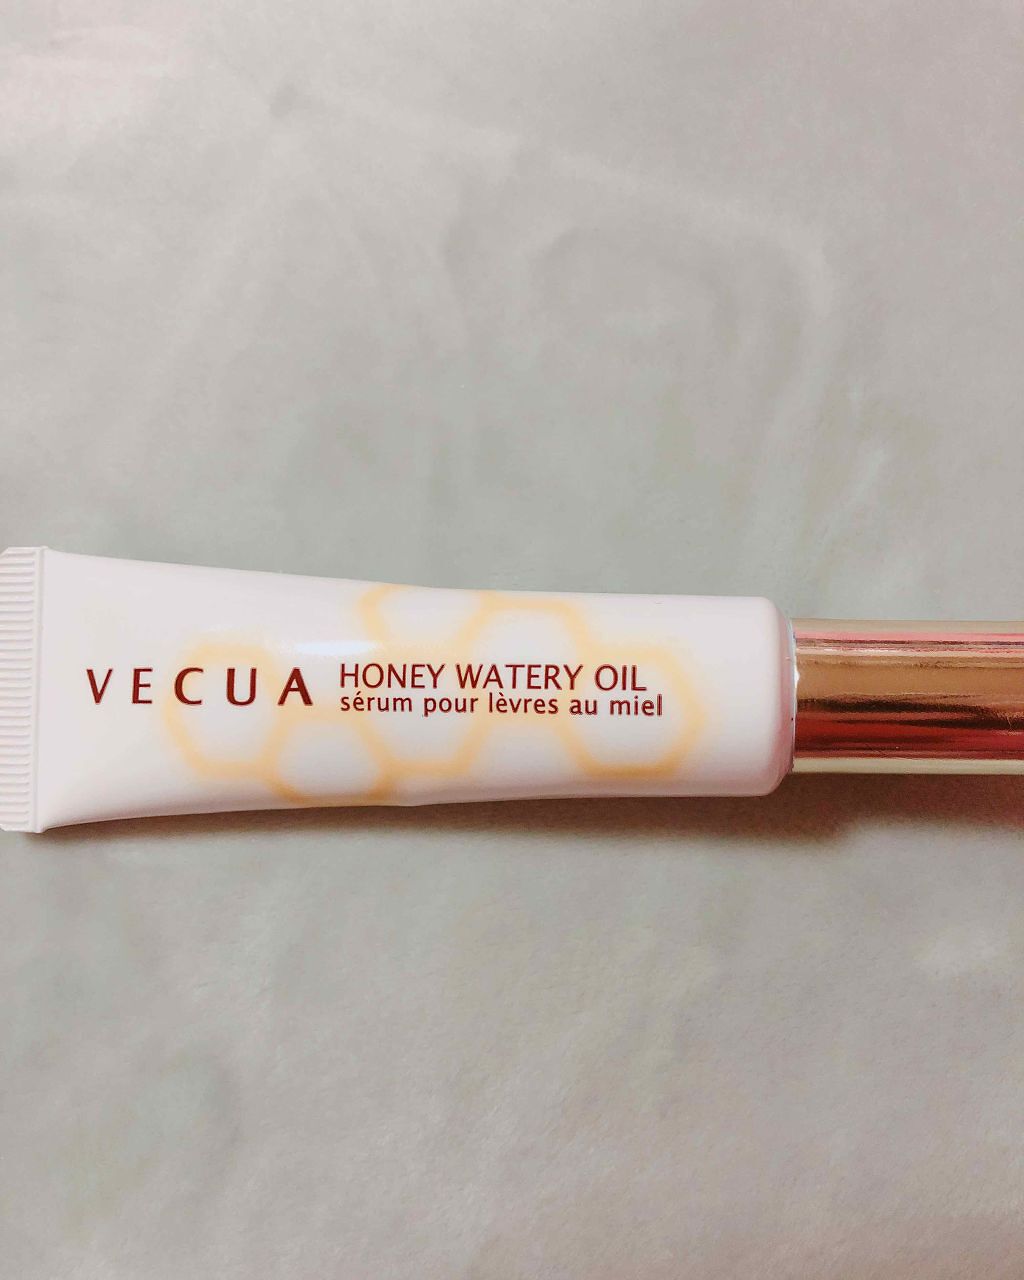 VECUA
HONEY WATERY OIL
sérum pour lèvres au miel